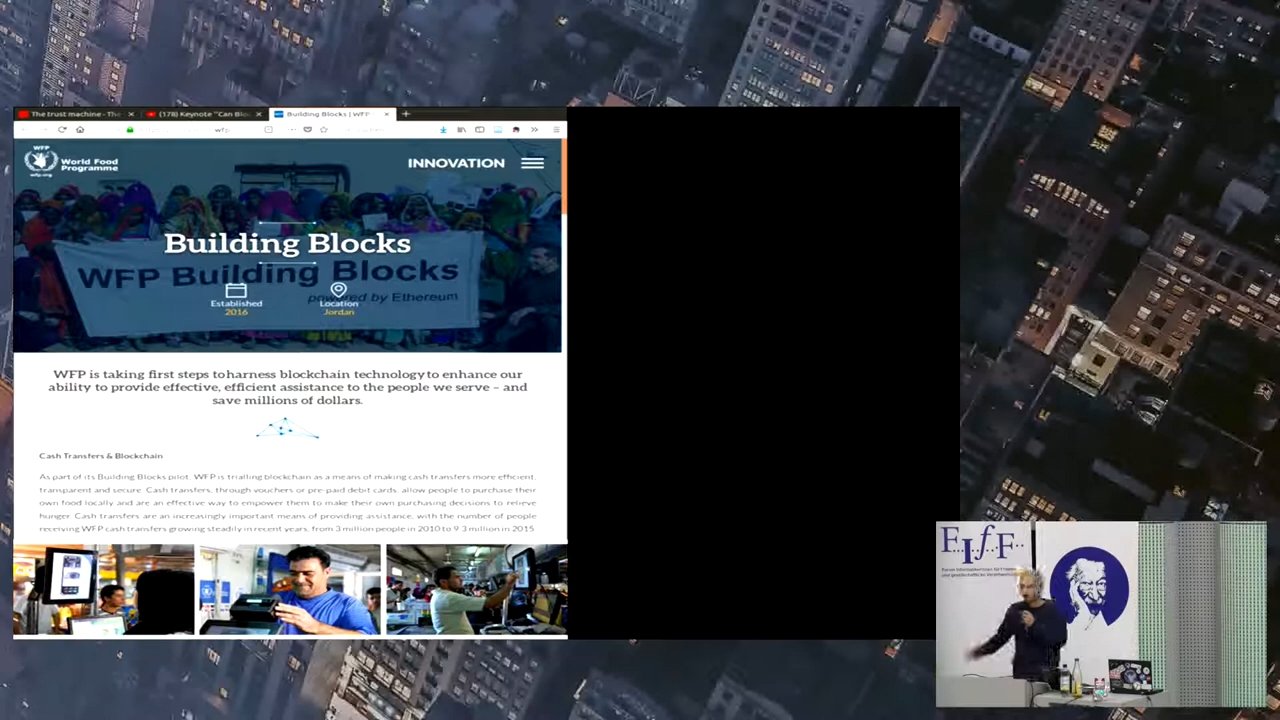 The trust machine - The
(178) Keynote "Can Blo
Building Blocks | WFP
WFP
World Food
Programme
wfp.org
INNOVATION
Building Blocks
WFP Building Blocks
powered by Ethereum
Established
2016
Location
Jordan
WFP is taking first steps to harness blockchain technology to enhance our
ability to provide effective, efficient assistance to the people we serve – and
save millions of dollars.
Cash Transfers & Blockchain
As part of its Building Blocks pilot, WFP is trialling blockchain as a means of making cash transfers more efficient,
transparent and secure. Cash transfers, through vouchers or pre-paid debit cards, allow people to purchase their
own food locally and are an effective way to empower them to make their own purchasing decisions to relieve
hunger. Cash transfers are an increasingly important means of providing assistance, with the number of people
receiving WFP cash transfers growing steadily in recent years, from 3 million people in 2010 to 9.3 million in 2015
F..I..f..F..